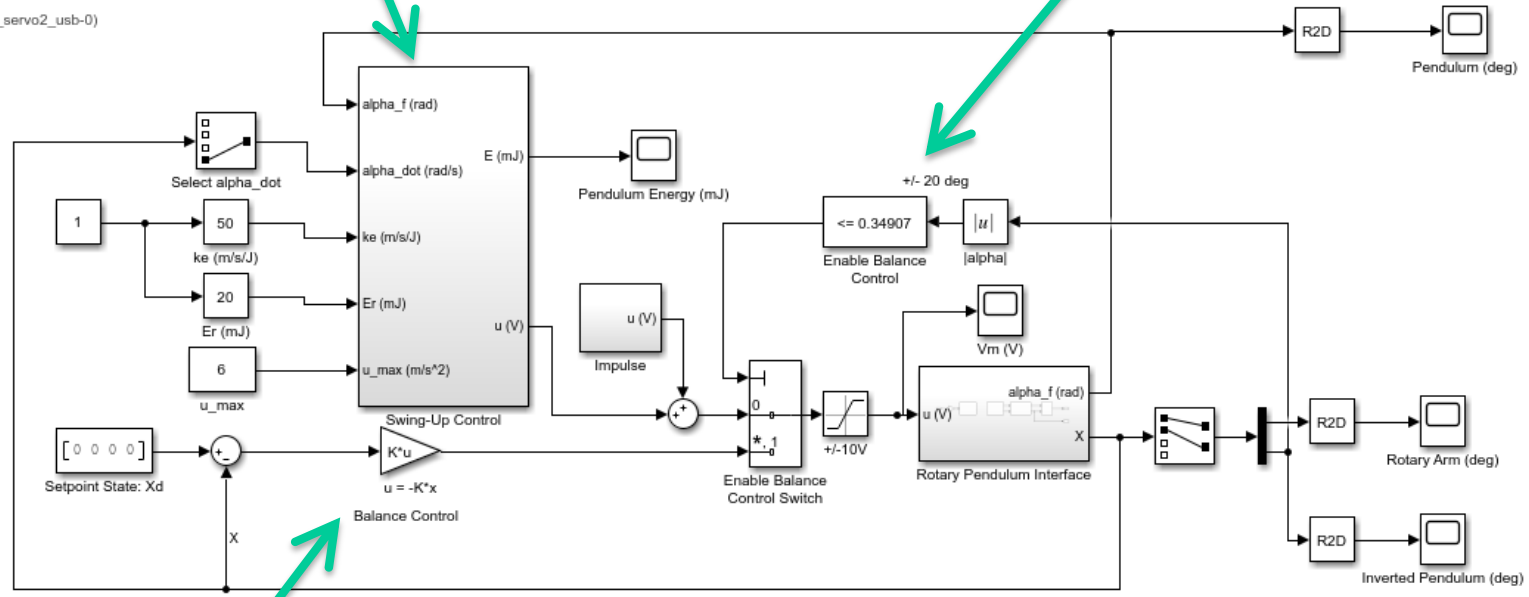 _servo2_usb-0)
R2D
Pendulum (deg)
alpha_f (rad)
Select alpha_dot
alpha_dot (rad/s)
E (mJ)
Pendulum Energy (mJ)
+/- 20 deg
1
50
ke (m/s/J)
ke (m/s/J)
<= 0.34907
|u|
Enable Balance
Control
|alpha|
20
Er (mJ)
Er (mJ)
u (V)
u (V)
Impulse
Vm (V)
6
u_max
u_max (m/s^2)
Swing-Up Control
0
*, 1
Enable Balance
Control Switch
+/-10V
alpha_f (rad)
u (V)
X
Rotary Pendulum Interface
R2D
Rotary Arm (deg)
[0 0 0 0]
Setpoint State: Xd
+
-
+
+
K*u
u = -K*x
Balance Control
X
R2D
Inverted Pendulum (deg)